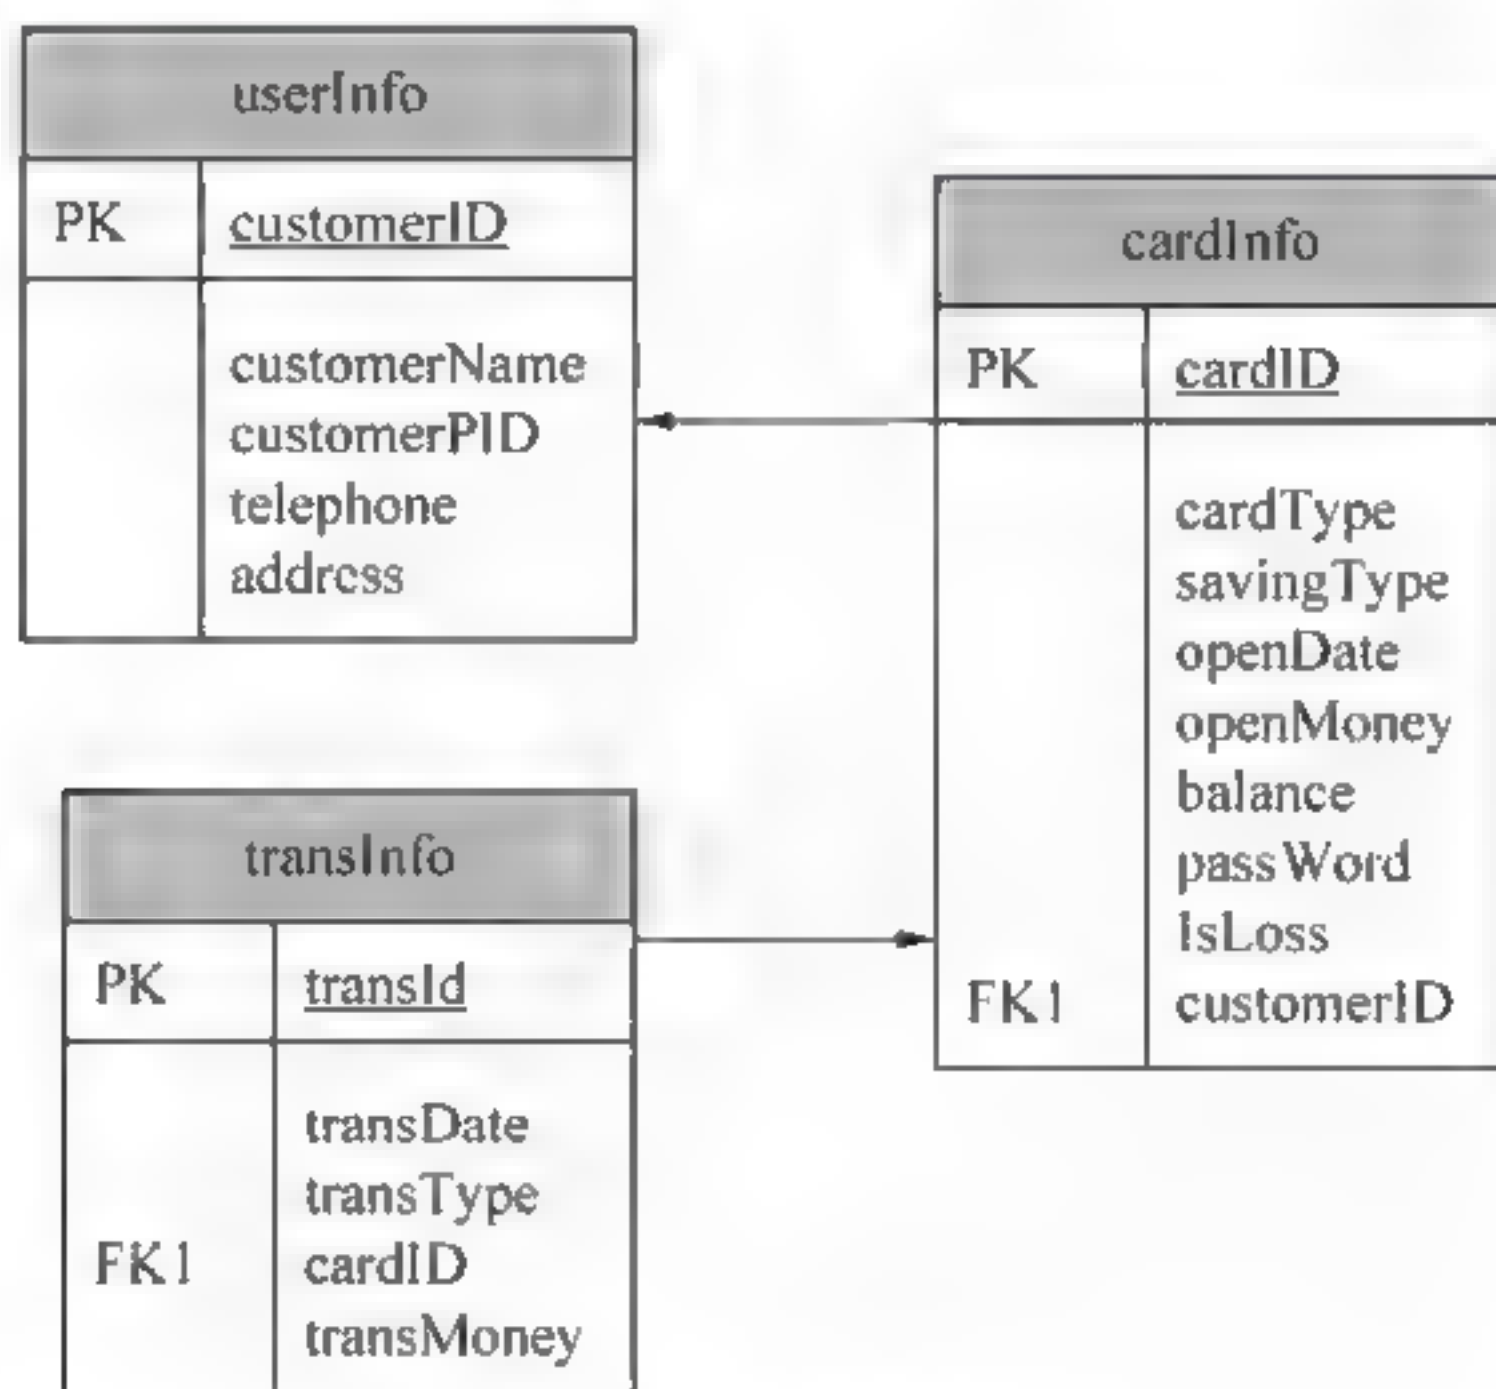 userInfo
PK customerID
customerName
customerPID
telephone
address
cardInfo
PK cardID
cardType
savingType
openDate
openMoney
balance
passWord
IsLoss
FK1 customerID
transInfo
PK transId
transDate
transType
FK1 cardID
transMoney